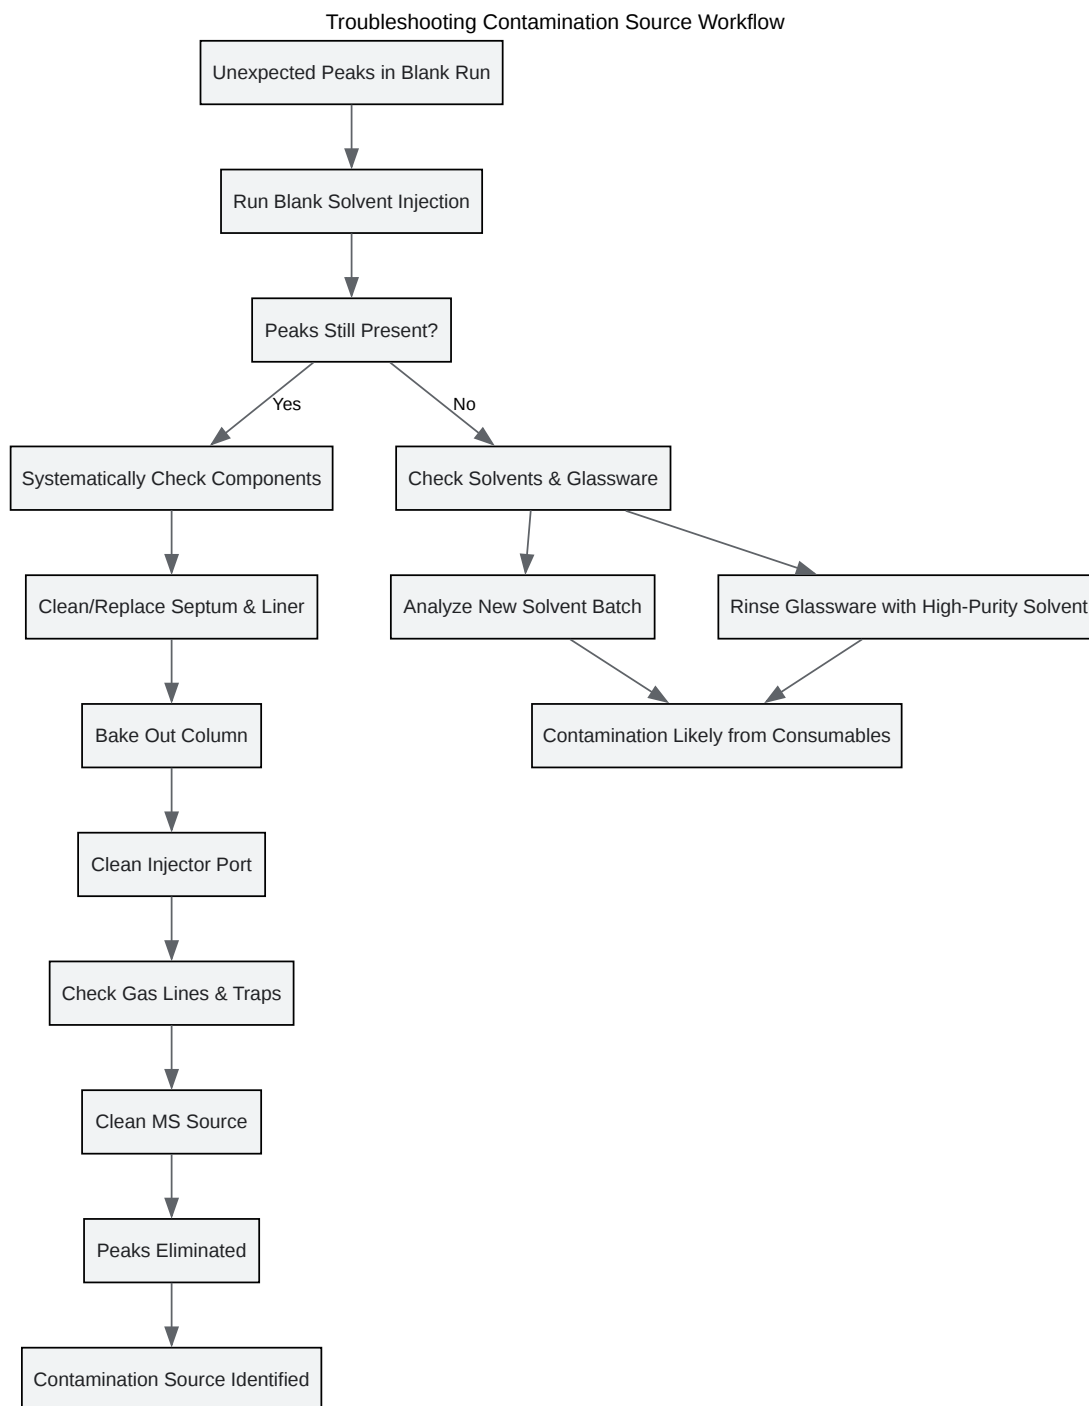 Troubleshooting Contamination Source Workflow
Unexpected Peaks in Blank Run
Run Blank Solvent Injection
Peaks Still Present?
Yes
No
Systematically Check Components
Check Solvents & Glassware
Clean/Replace Septum & Liner
Analyze New Solvent Batch
Rinse Glassware with High-Purity Solvent
Bake Out Column
Contamination Likely from Consumables
Clean Injector Port
Check Gas Lines & Traps
Clean MS Source
Peaks Eliminated
Contamination Source Identified